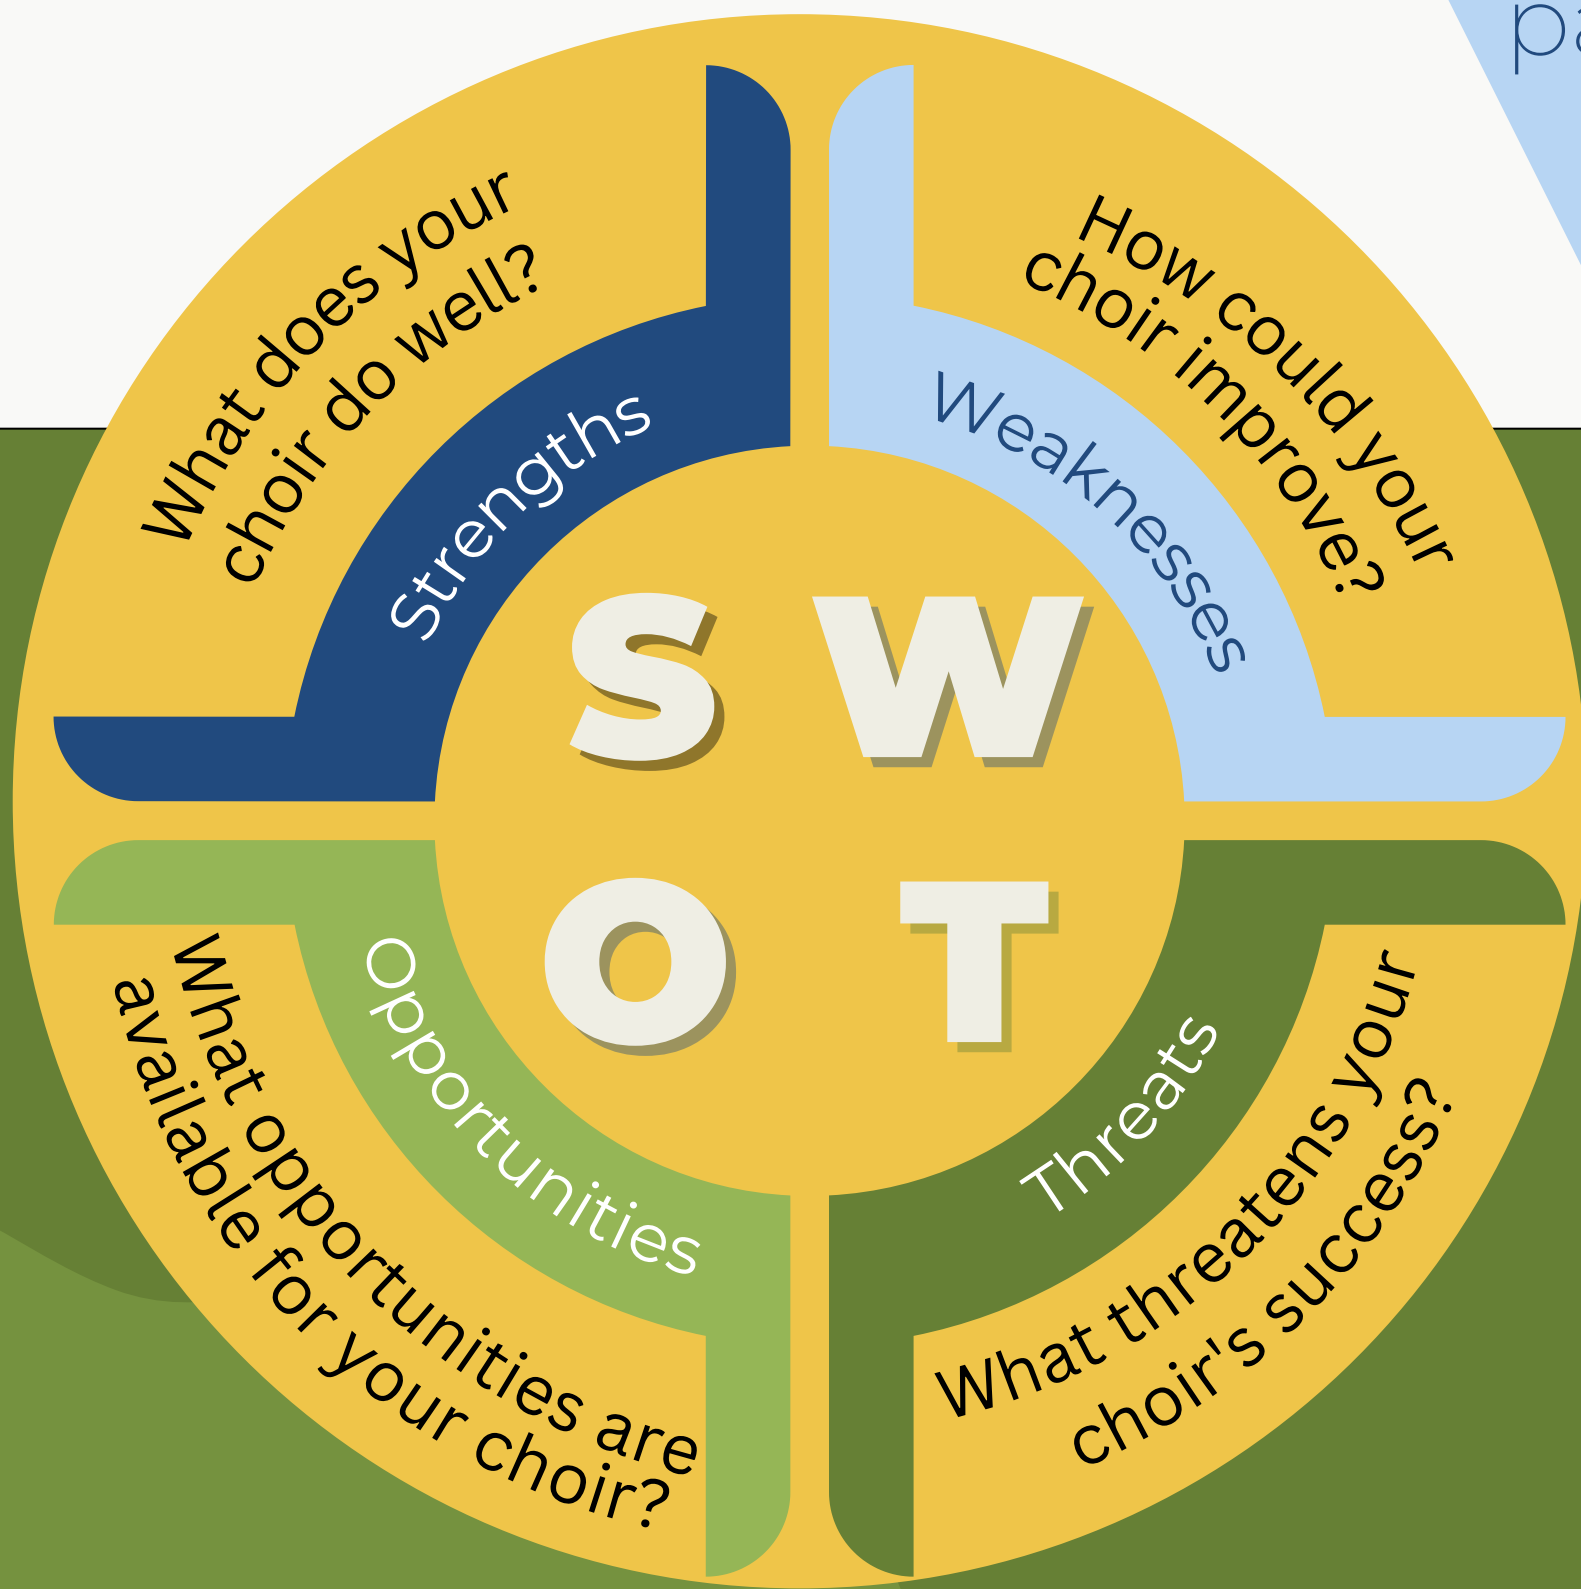 What does your
choir do well?
Strengths
How could your
choir improve?
Weaknesses
S W
O T
Opportunities
What opportunities are
available for your choir?
Threats
What threatens your
choir's success?